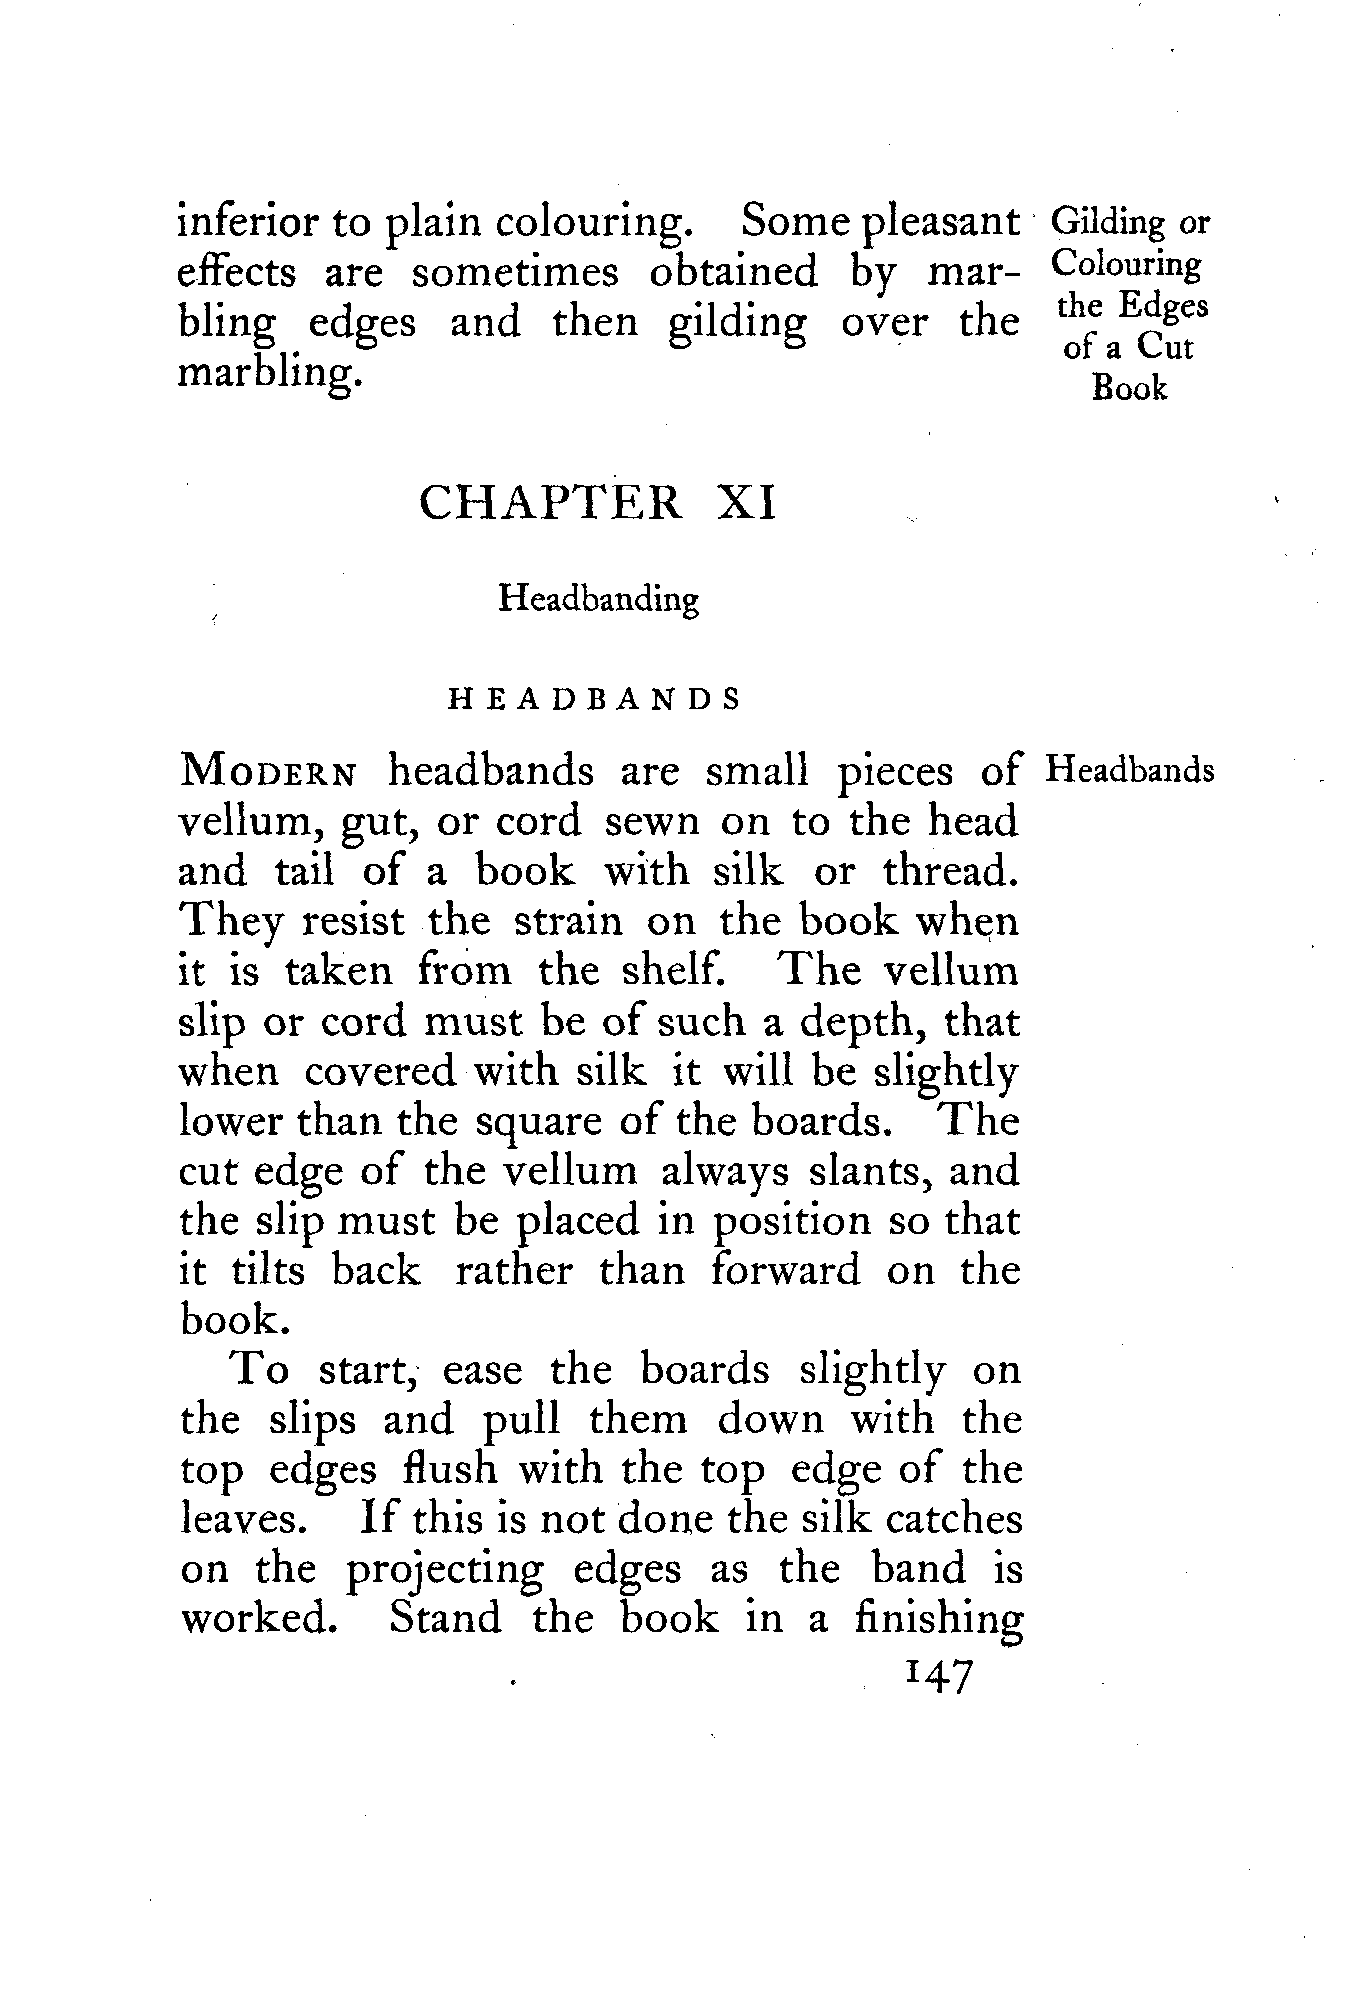 inferior to plain colouring. Some pleasant
effects are sometimes obtained by mar-
bling edges and then gilding over the
marbling.
Gilding or
Colouring
the Edges
of a Cut
Book
CHAPTER XI
Headbanding
HEADBANDS
MODERN headbands are small pieces of
Headbands
vellum, gut, or cord sewn on to the head
and tail of a book with silk or thread.
They resist the strain on the book when
it is taken from the shelf. The vellum
slip or cord must be of such a depth, that
when covered with silk it will be slightly
lower than the square of the boards. The
cut edge of the vellum always slants, and
the slip must be placed in position so that
it tilts back rather than forward on the
book.
To start, ease the boards slightly on
the slips and pull them down with the
top edges flush with the top edge of the
leaves. If this is not done the silk catches
on the projecting edges as the band is
worked. Stand the book in a finishing
147